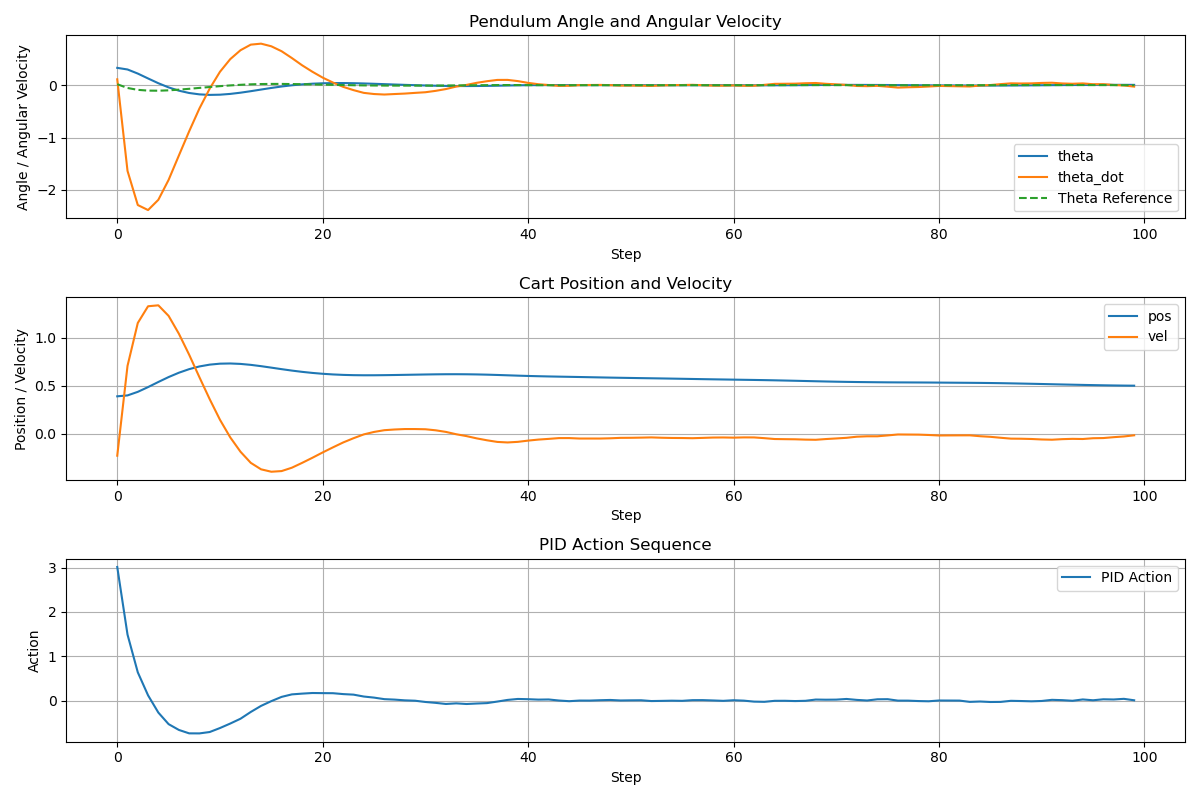 Pendulum Angle and Angular Velocity
Angle / Angular Velocity
0
−1
−2
theta
theta_dot
Theta Reference
0 20 40 60 80 100
Step
Cart Position and Velocity
Position / Velocity
1.0
0.5
0.0
pos
vel
0 20 40 60 80 100
Step
PID Action Sequence
Action
3
2
1
0
PID Action
0 20 40 60 80 100
Step